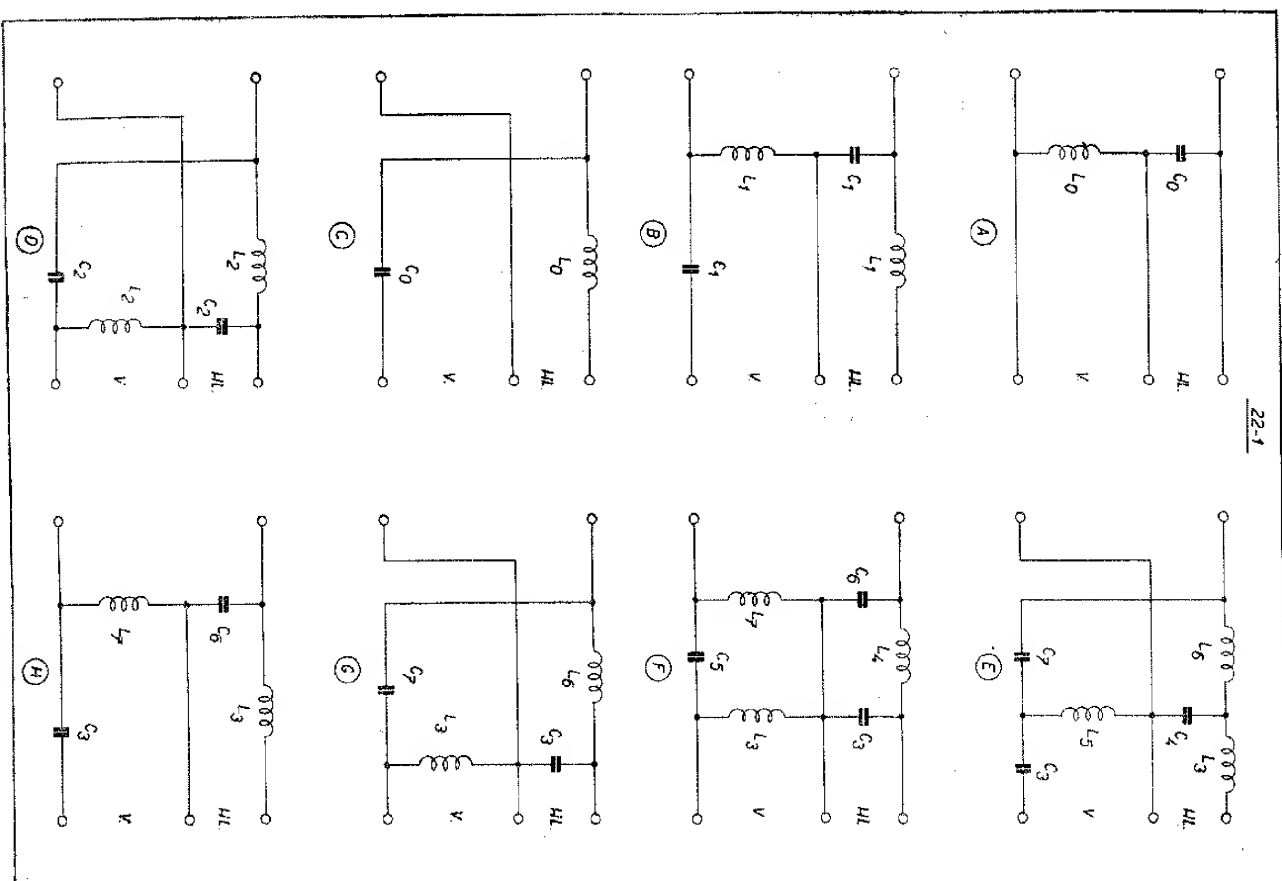 22-1
C₀ HL.
L₀ V.
A
L₆ L₃
C₄ HL.
L₅ V
C₇ C₃
E
L₁
C₁ HL.
L₁ V
C₁
B
L₄
C₆ C₃ HL.
L₇ L₃ V
C₅
F
L₀
HL.
V.
C₀
C
L₆
C₃ HL.
L₃ V.
C₇
G
L₂
C₂ HL.
L₂ V.
C₂
D
L₃
C₆ HL.
L₇ V.
C₃
H